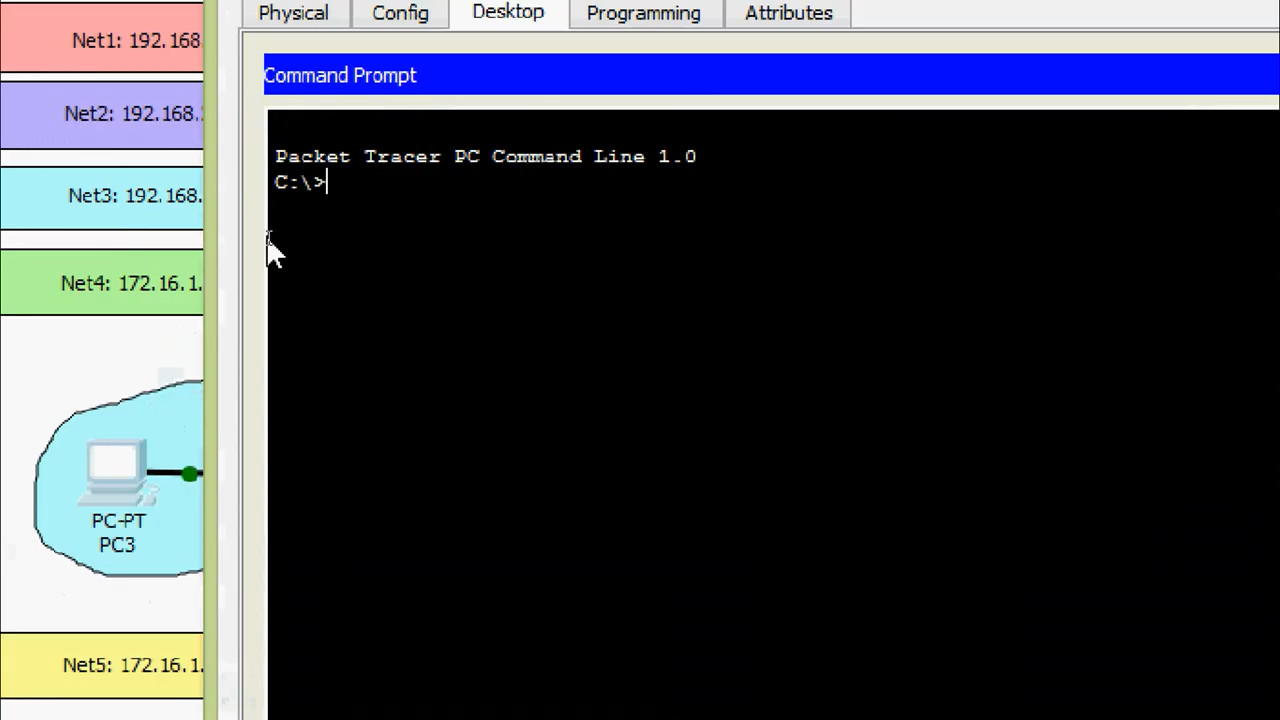 Physical
Config
Desktop
Programming
Attributes
Net1: 192.168.
Command Prompt
Net2: 192.168.
Packet Tracer PC Command Line 1.0
C:\>
Net3: 192.168.
Net4: 172.16.1.
PC-PT
PC3
Net5: 172.16.1.